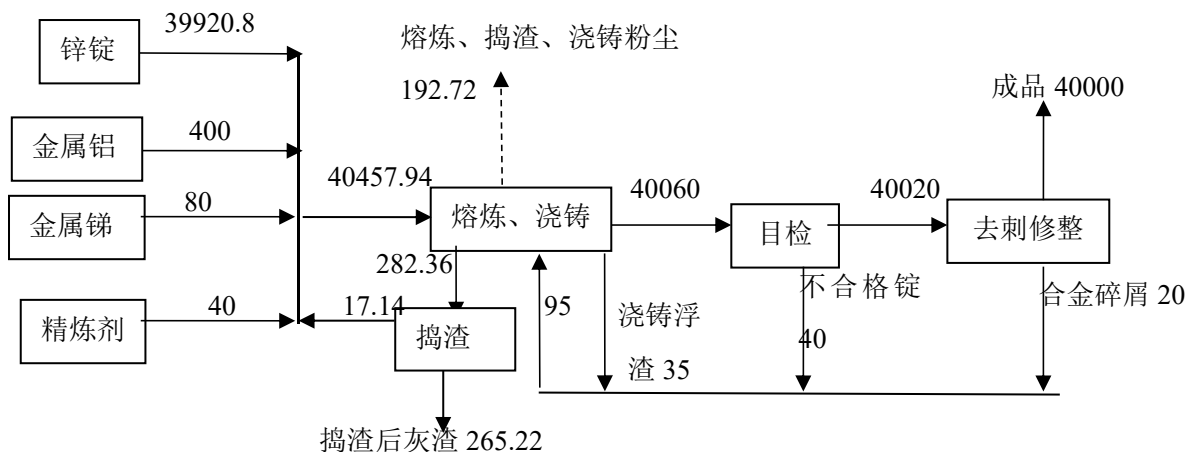 39920.8
锌锭
熔炼、捣渣、浇铸粉尘
192.72
成品 40000
400
金属铝
40457.94
40060
40020
80
金属锑
熔炼、浇铸
目检
去刺修整
282.36
不合格锭
合金碎屑 20
40
精炼剂
17.14
捣渣
95
浇铸浮
渣 35
40
捣渣后灰渣 265.22